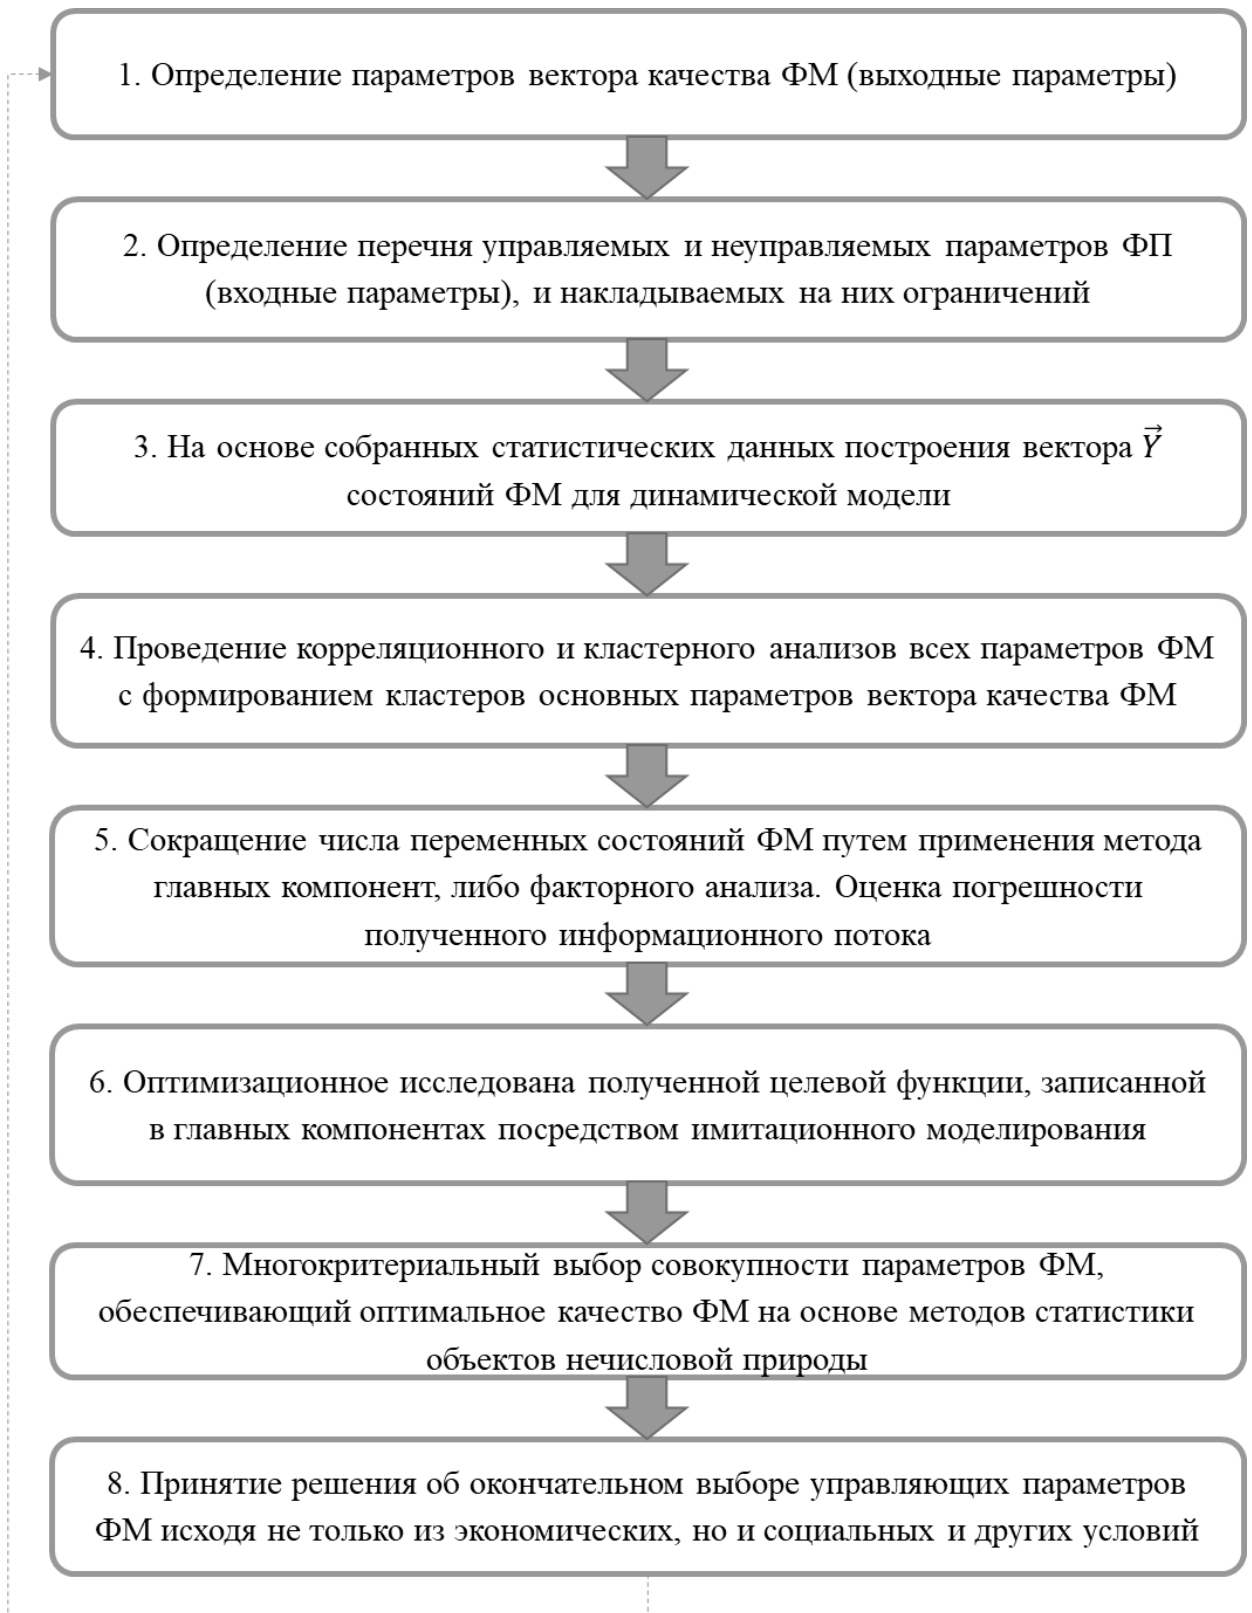 1. Определение параметров вектора качества ФМ (выходные параметры)
2. Определение перечня управляемых и неуправляемых параметров ФП
(входные параметры), и накладываемых на них ограничений
3. На основе собранных статистических данных построения вектора \(\vec{Y}\)
состояний ФМ для динамической модели
4. Проведение корреляционного и кластерного анализов всех параметров ФМ
с формированием кластеров основных параметров вектора качества ФМ
5. Сокращение числа переменных состояний ФМ путем применения метода
главных компонент, либо факторного анализа. Оценка погрешности
полученного информационного потока
6. Оптимизационное исследована полученной целевой функции, записанной
в главных компонентах посредством имитационного моделирования
7. Многокритериальный выбор совокупности параметров ФМ,
обеспечивающий оптимальное качество ФМ на основе методов статистики
объектов нечисловой природы
8. Принятие решения об окончательном выборе управляющих параметров
ФМ исходя не только из экономических, но и социальных и других условий